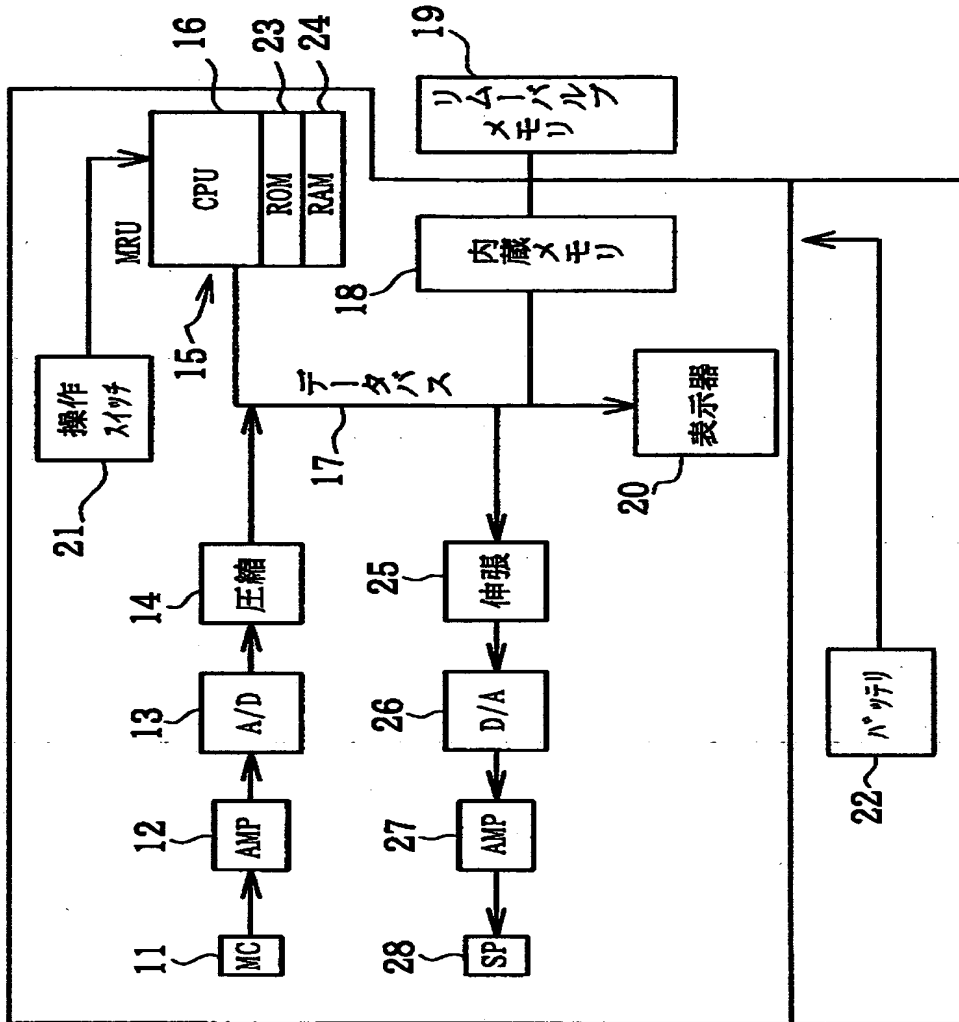 21
操作
スイッチ
MRU
11
MC
12
AMP
13
A/D
14
圧縮
15
CPU
16
ROM
23
RAM
24
17
データバス
28
SP
27
AMP
26
D/A
25
伸張
18
内蔵メモリ
19
リムーバルブ
メモリ
20
表示器
22
バッテリ